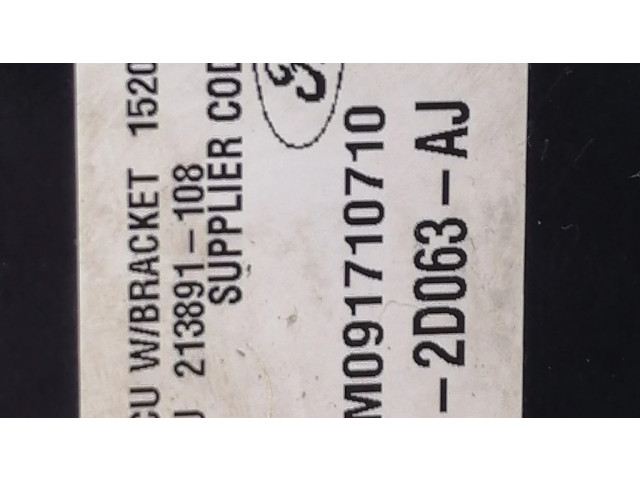 CU W/BRACKET 1520
U 213891-108
SUPPLIER COD
M091710710
-2D063-AJ